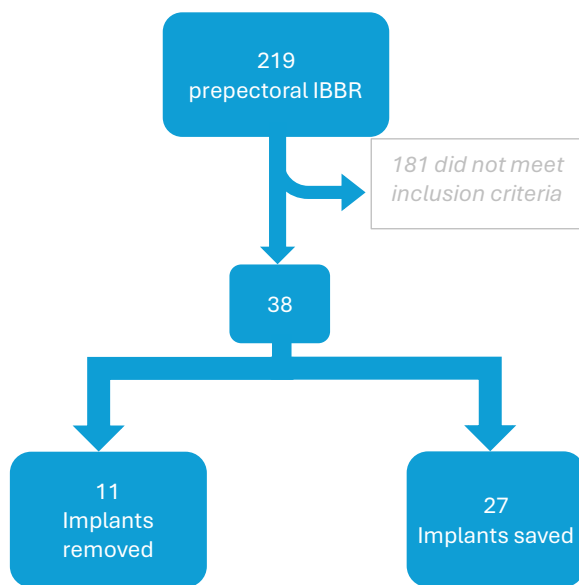 219
prepectoral IBBR
181 did not meet
inclusion criteria
38
11
Implants
removed
27
Implants saved